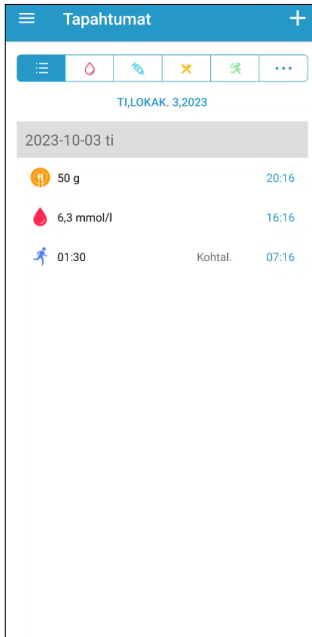 Tapahtumat
TI,LOKAK. 3,2023
2023-10-03 ti
50 g 20:16
6,3 mmol/l 16:16
01:30 Kohtal. 07:16